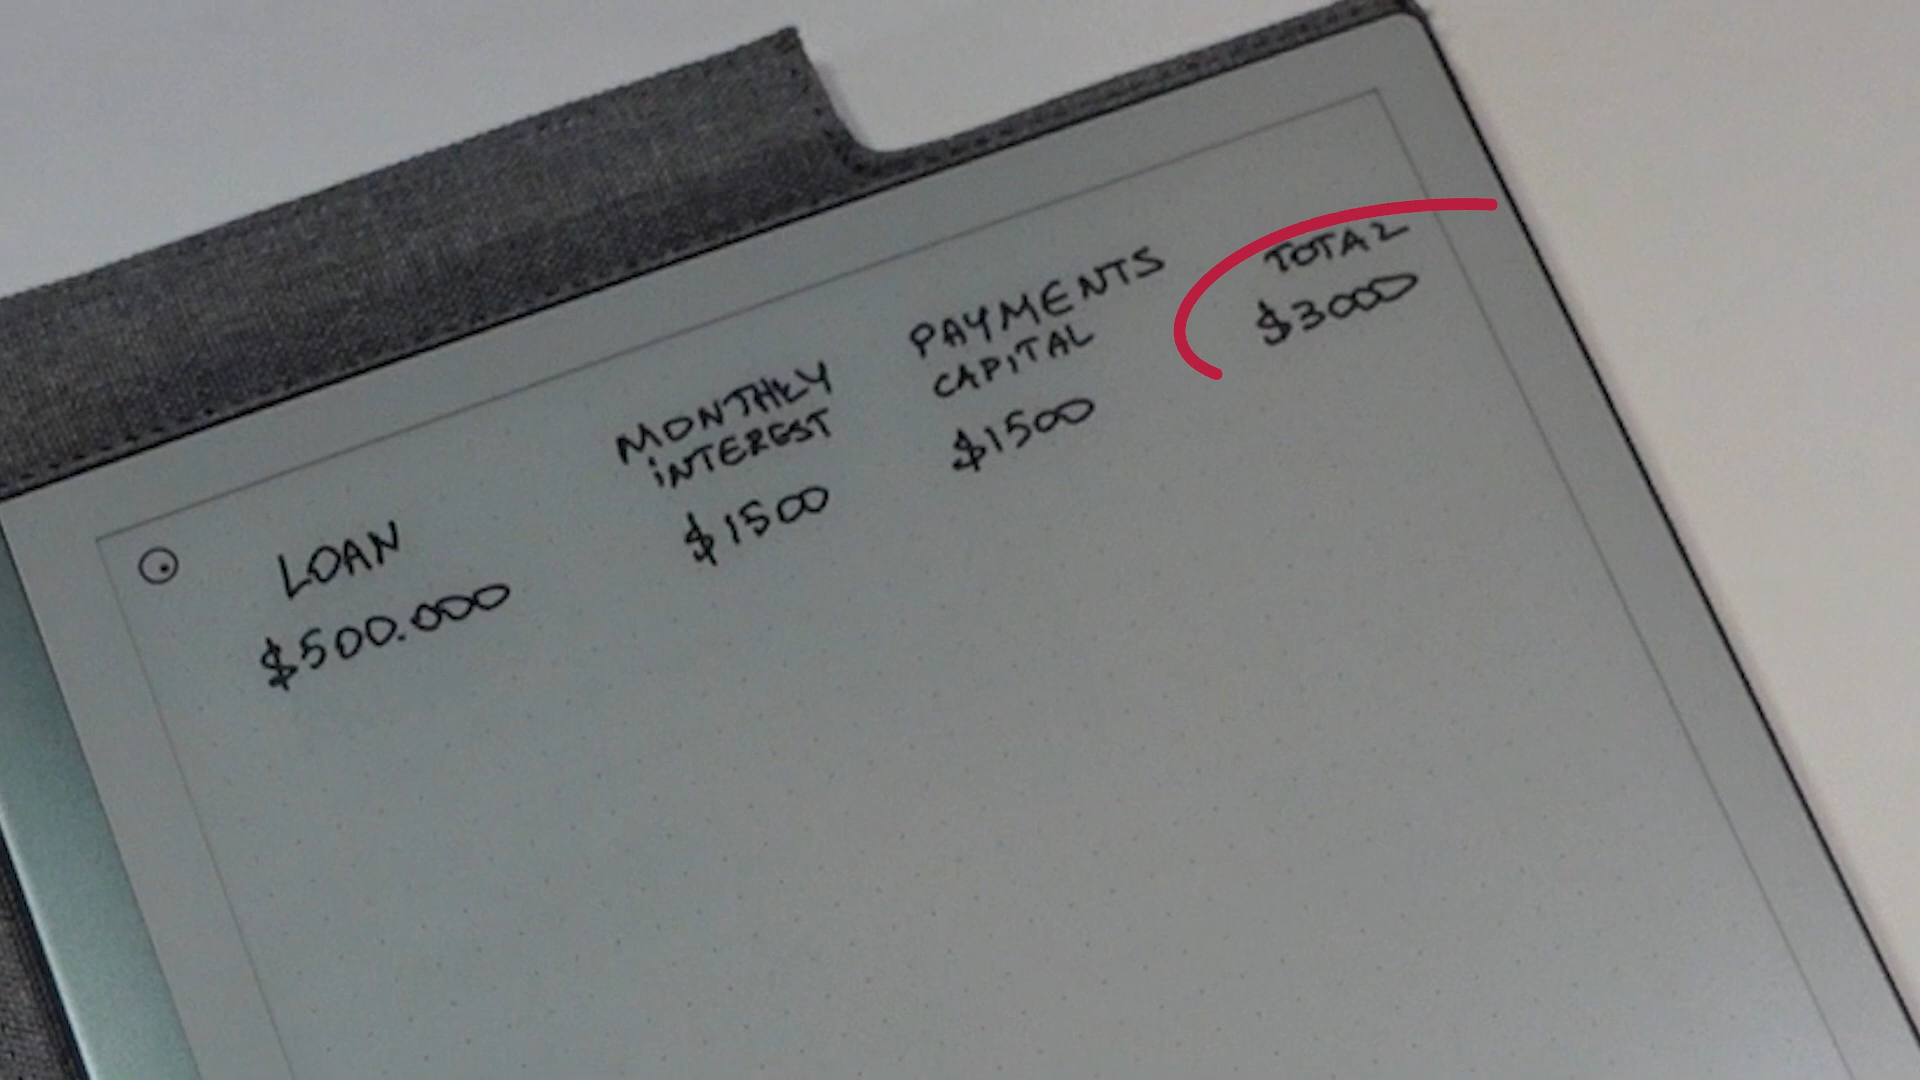 LOAN
$500.000
MONTHLY
INTEREST
$1500
PAYMENTS
CAPITAL
$1500
TOTAL
$3000